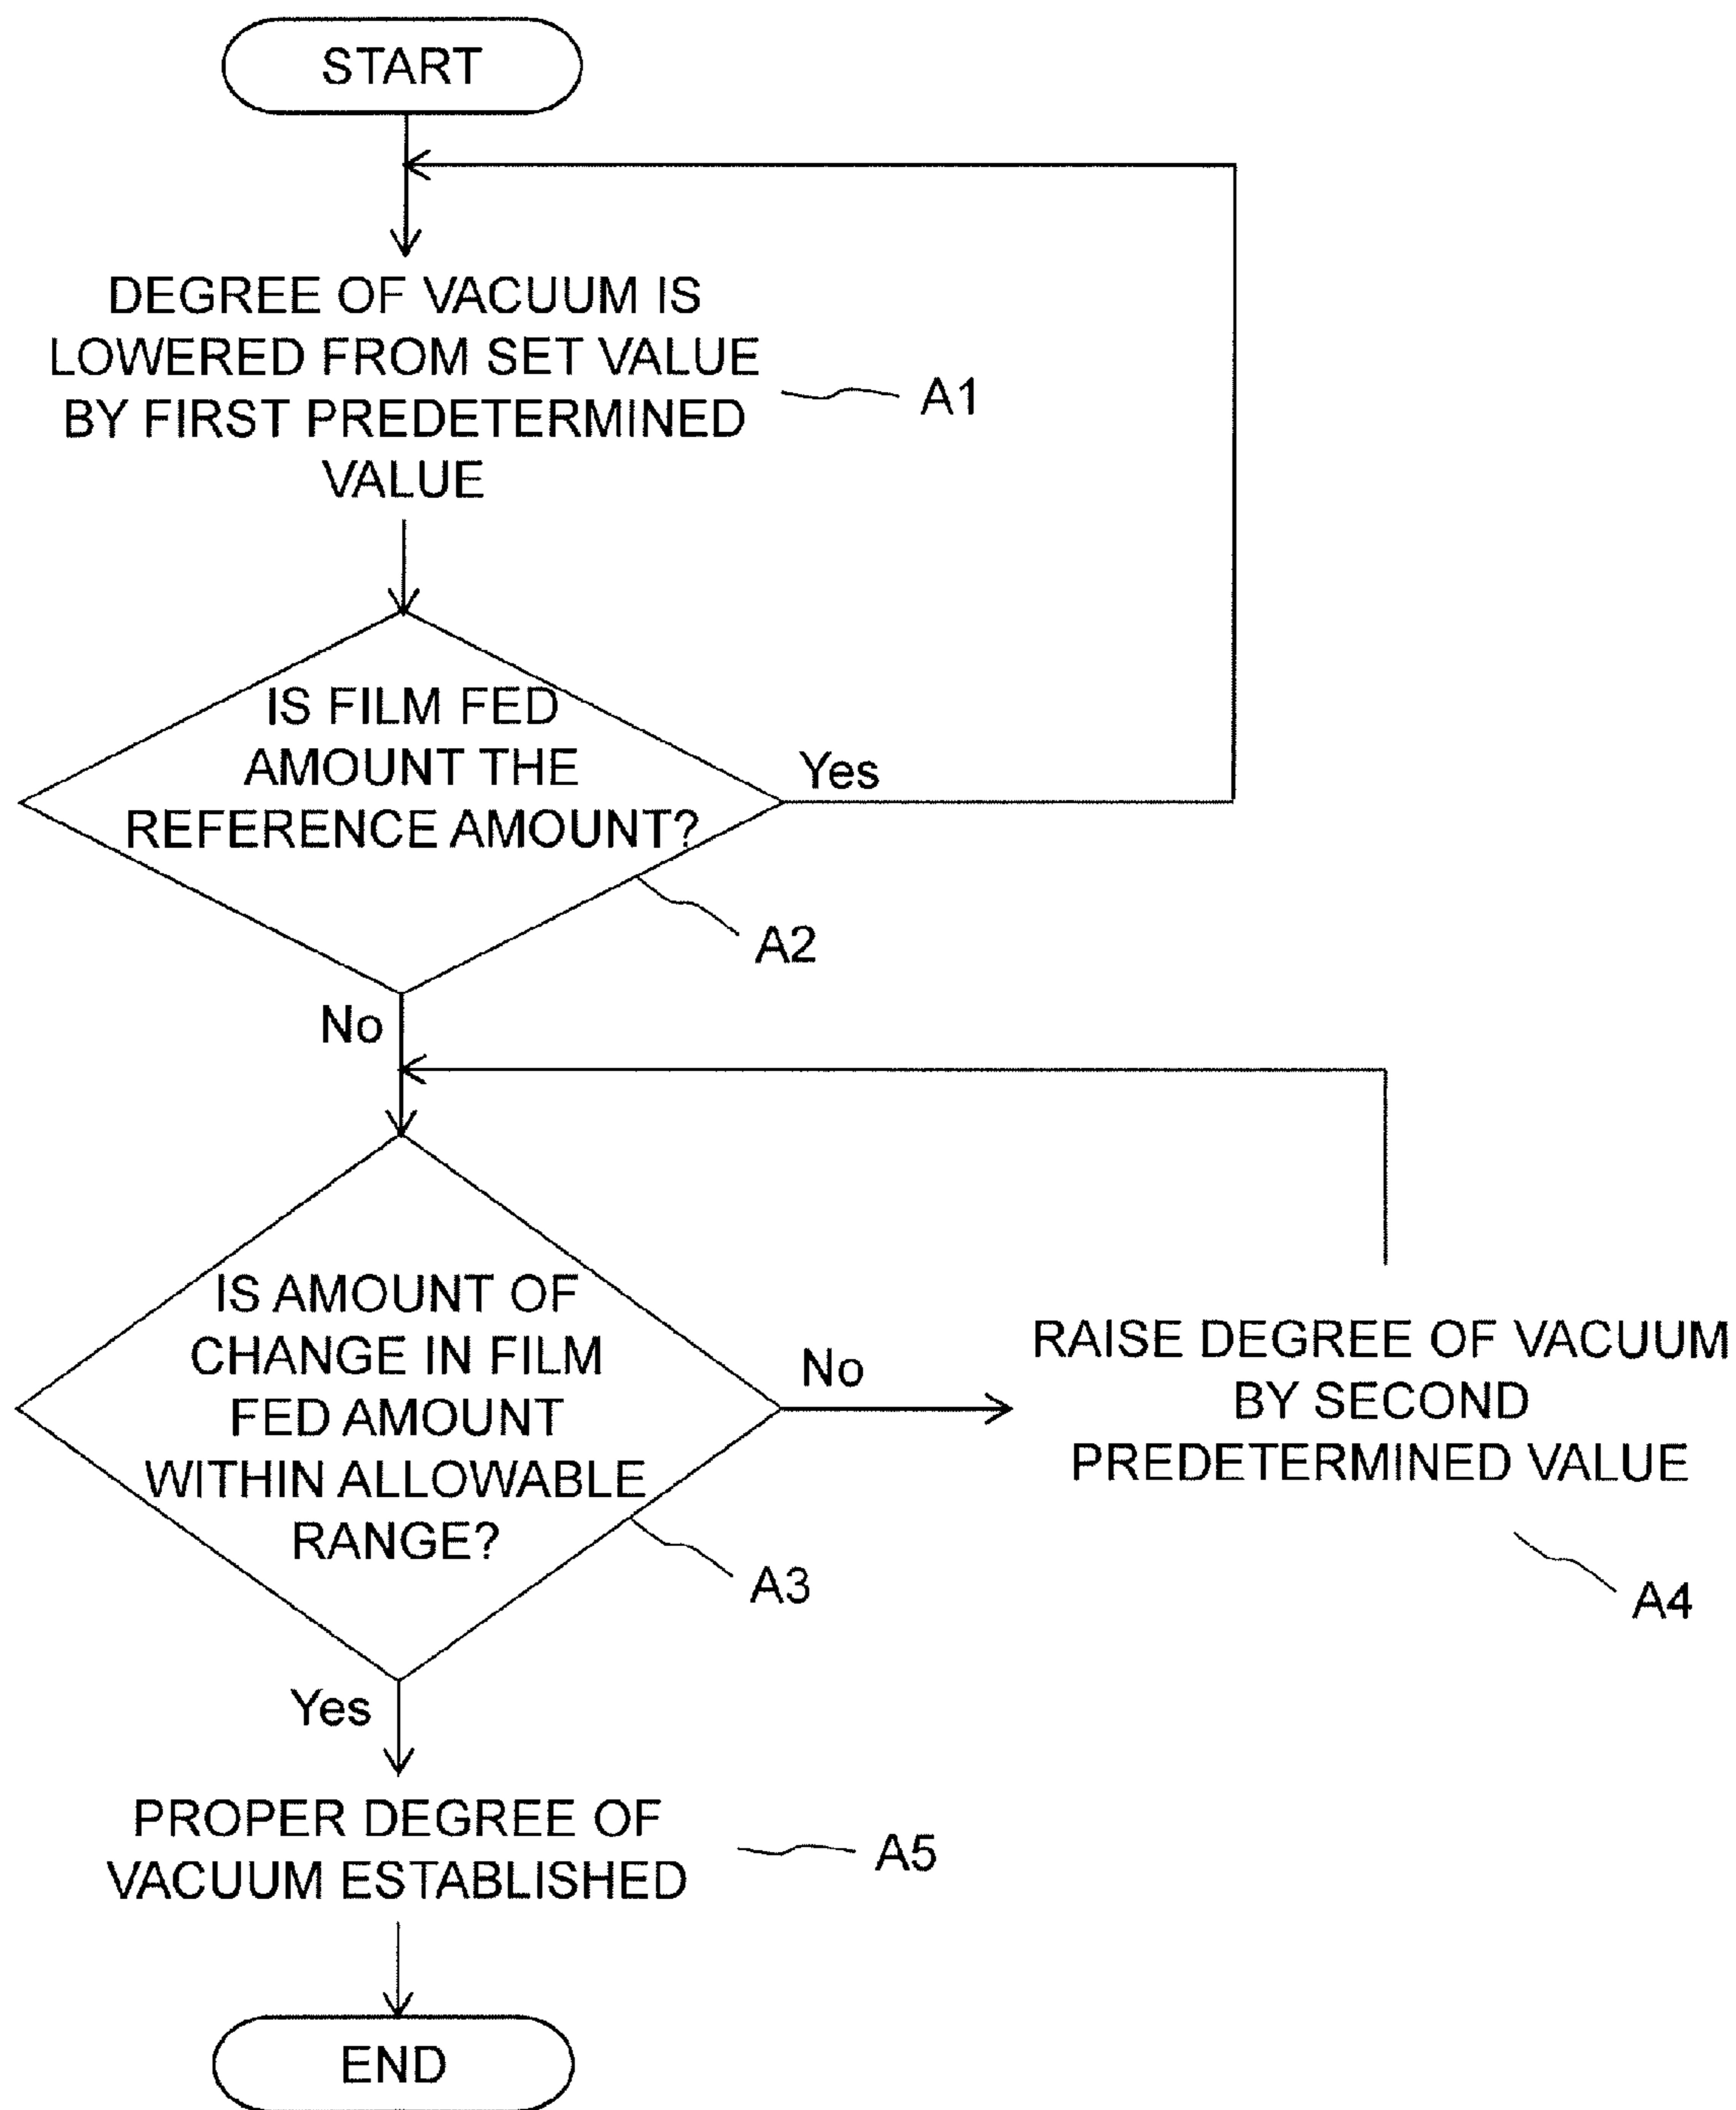 START
DEGREE OF VACUUM IS
LOWERED FROM SET VALUE
BY FIRST PREDETERMINED
VALUE
A1
IS FILM FED
AMOUNT THE
REFERENCE AMOUNT?
Yes
A2
No
IS AMOUNT OF
CHANGE IN FILM
FED AMOUNT
WITHIN ALLOWABLE
RANGE?
No
A3
RAISE DEGREE OF VACUUM
BY SECOND
PREDETERMINED VALUE
A4
Yes
PROPER DEGREE OF
VACUUM ESTABLISHED
A5
END